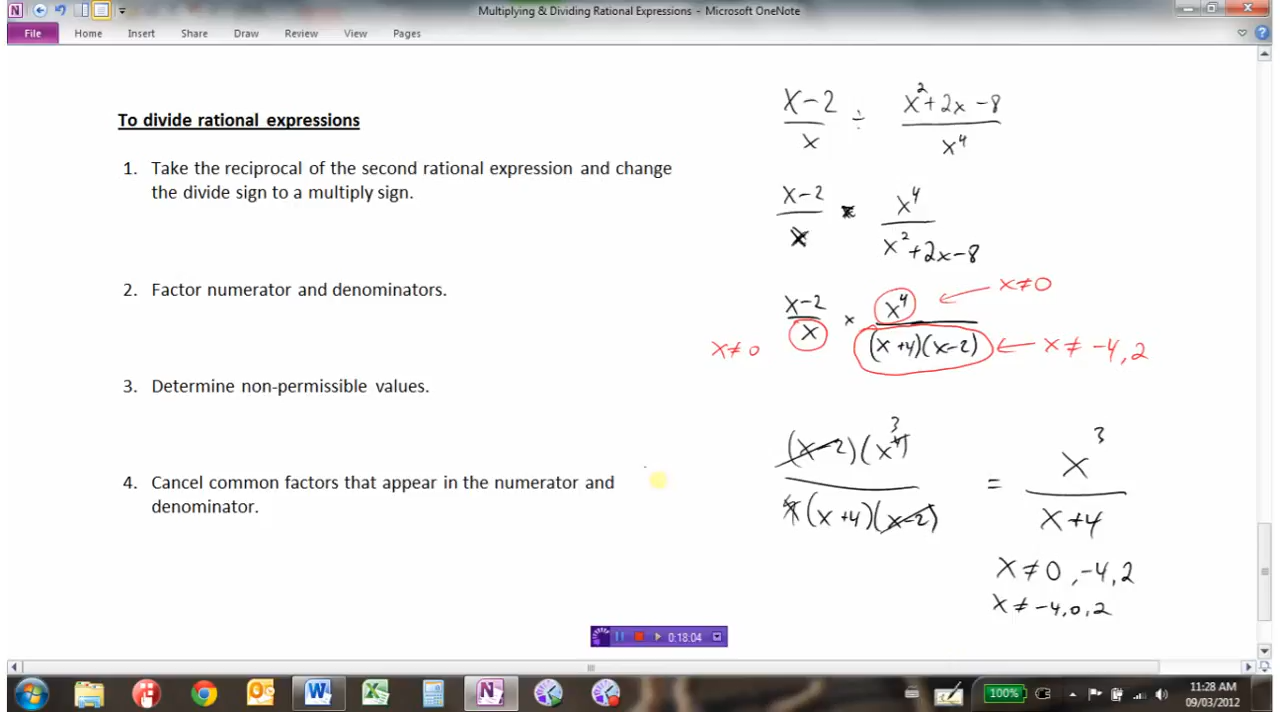 Multiplying & Dividing Rational Expressions - Microsoft OneNote
File Home Insert Share Draw Review View Pages
To divide rational expressions
1. Take the reciprocal of the second rational expression and change
the divide sign to a multiply sign.
2. Factor numerator and denominators.
3. Determine non-permissible values.
4. Cancel common factors that appear in the numerator and
denominator.
x-2 x²+2x-8
÷
x x⁴
x-2 x⁴
×
x x²+2x-8
x≠0
x-2 x⁴
×
x (x+4)(x-2)
x≠0 x≠-4,2
(x-2)(x⁴) 3 x³
=
x(x+4)(x-2) x+4
x≠0,-4,2
x≠-4,0,2
0:18:04
100%
11:28 AM
09/03/2012